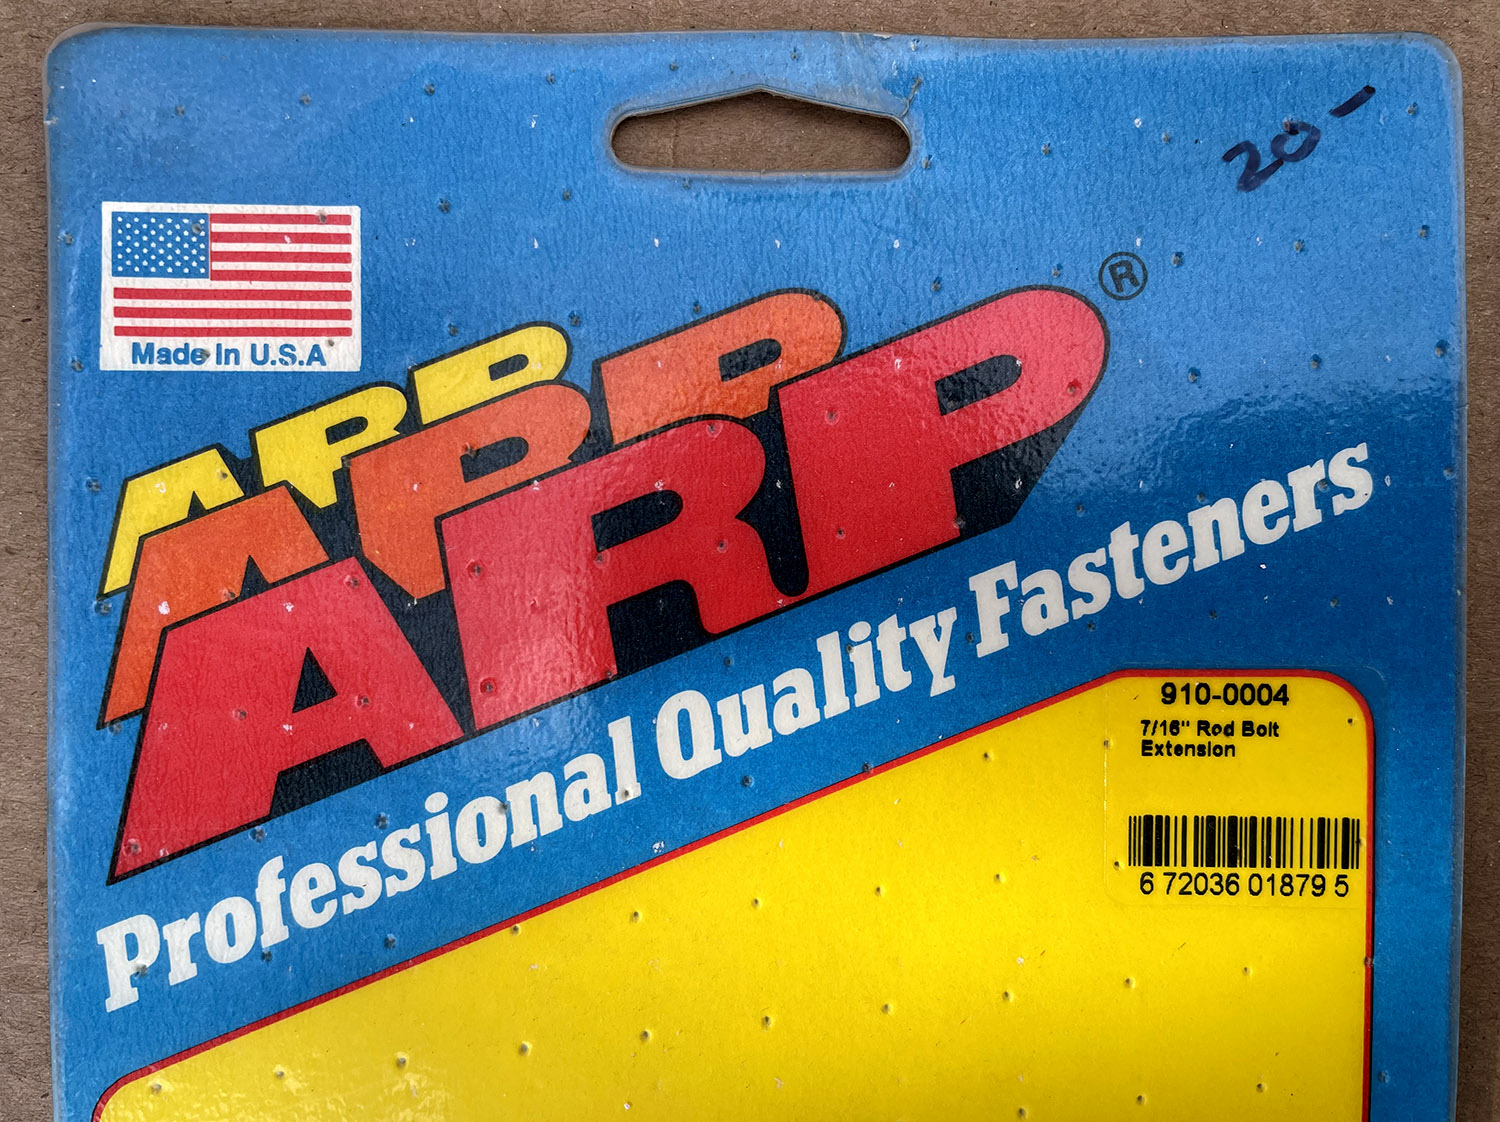 20-
Made In U.S.A
ARP
ARP
ARP®
Professional Quality Fasteners
910-0004
7/16" Rod Bolt
Extension
6 72036 01879 5